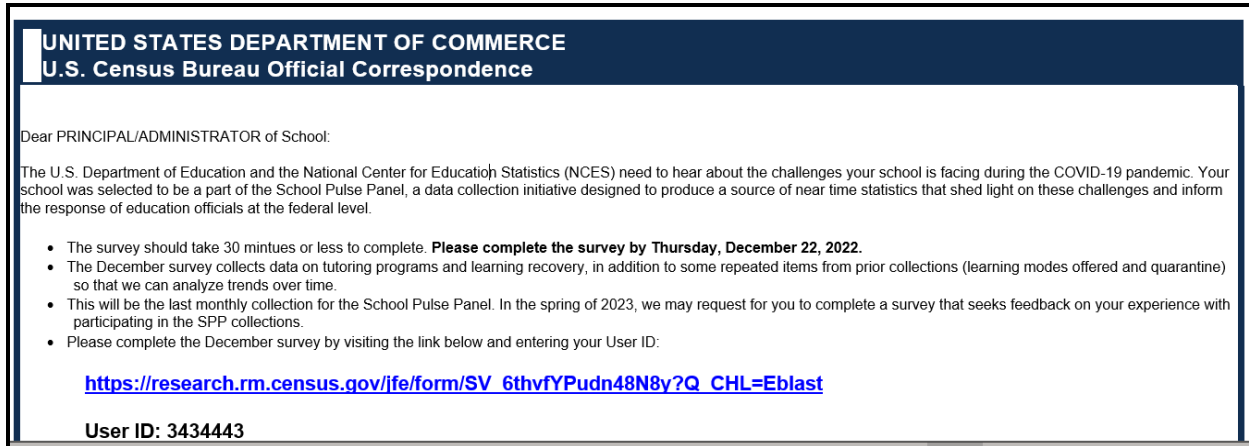 UNITED STATES DEPARTMENT OF COMMERCE
U.S. Census Bureau Official Correspondence
Dear PRINCIPAL/ADMINISTRATOR of School:
The U.S. Department of Education and the National Center for Education Statistics (NCES) need to hear about the challenges your school is facing during the COVID-19 pandemic. Your
school was selected to be a part of the School Pulse Panel, a data collection initiative designed to produce a source of near time statistics that shed light on these challenges and inform
the response of education officials at the federal level.
• The survey should take 30 mintues or less to complete. Please complete the survey by Thursday, December 22, 2022.
• The December survey collects data on tutoring programs and learning recovery, in addition to some repeated items from prior collections (learning modes offered and quarantine)
so that we can analyze trends over time.
• This will be the last monthly collection for the School Pulse Panel. In the spring of 2023, we may request for you to complete a survey that seeks feedback on your experience with
participating in the SPP collections.
• Please complete the December survey by visiting the link below and entering your User ID:
https://research.rm.census.gov/jfe/form/SV_6thvfYPudn48N8y?Q_CHL=Eblast
User ID: 3434443